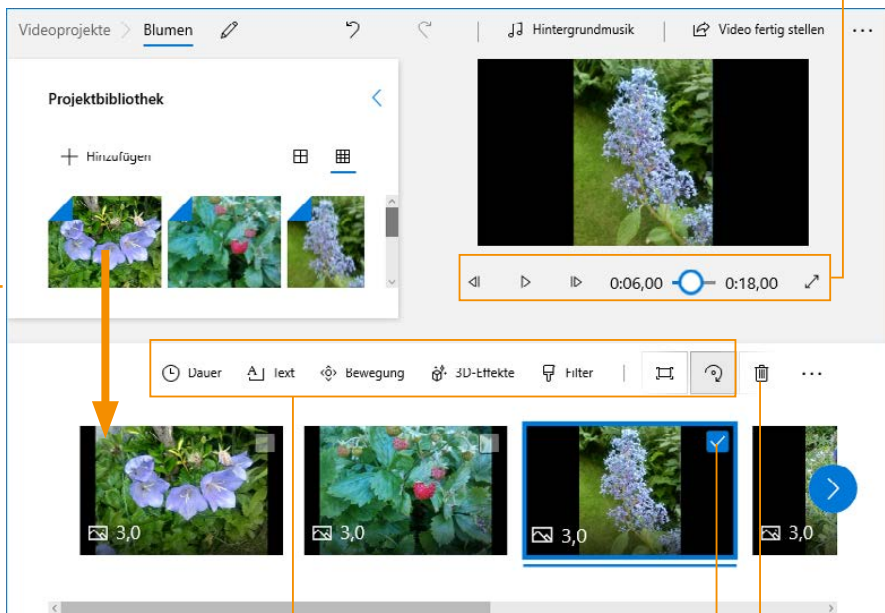 Videoprojekte > Blumen Hintergrundmusik Video fertig stellen ...
Projektbibliothek
Hinzufügen
0:06,00 0:18,00
Dauer Text Bewegung 3D-Effekte Filter ...
3,0 3,0 3,0 3,0